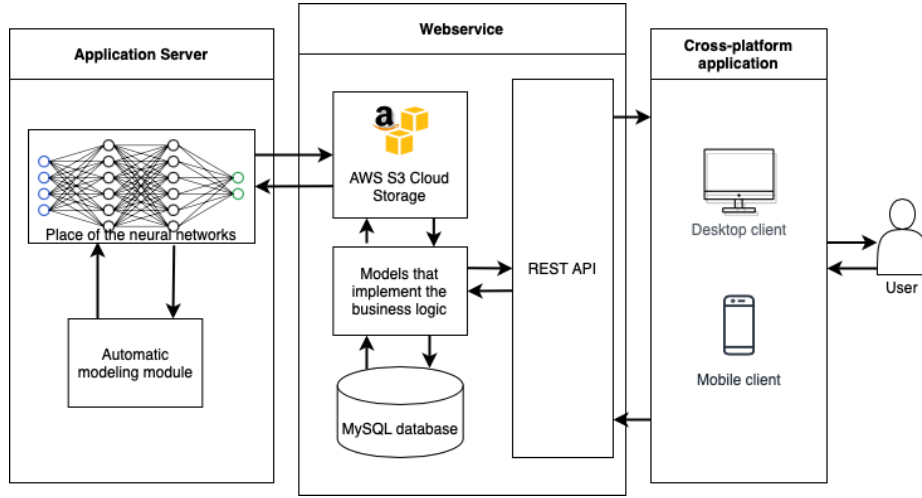 Application Server
Place of the neural networks
Automatic
modeling module
Webservice
a
AWS S3 Cloud
Storage
Models that
implement the
business logic
MySQL database
REST API
Cross-platform
application
Desktop client
Mobile client
User